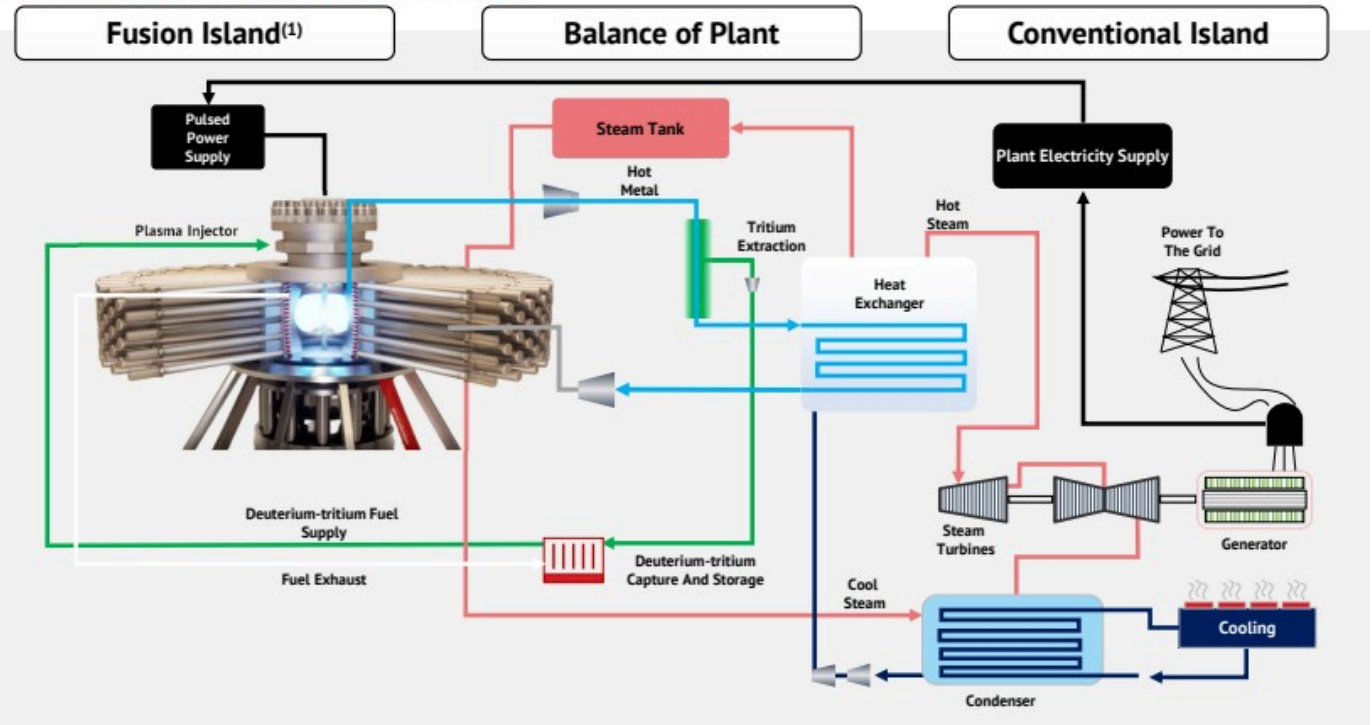 Fusion Island(1)
Balance of Plant
Conventional Island
Pulsed
Power
Supply
Steam Tank
Plant Electricity Supply
Hot
Metal
Plasma Injector
Tritium
Extraction
Hot
Steam
Power To
The Grid
Heat
Exchanger
Steam
Turbines
Generator
Deuterium-tritium Fuel
Supply
Fuel Exhaust
Deuterium-tritium
Capture And Storage
Cool
Steam
Cooling
Condenser